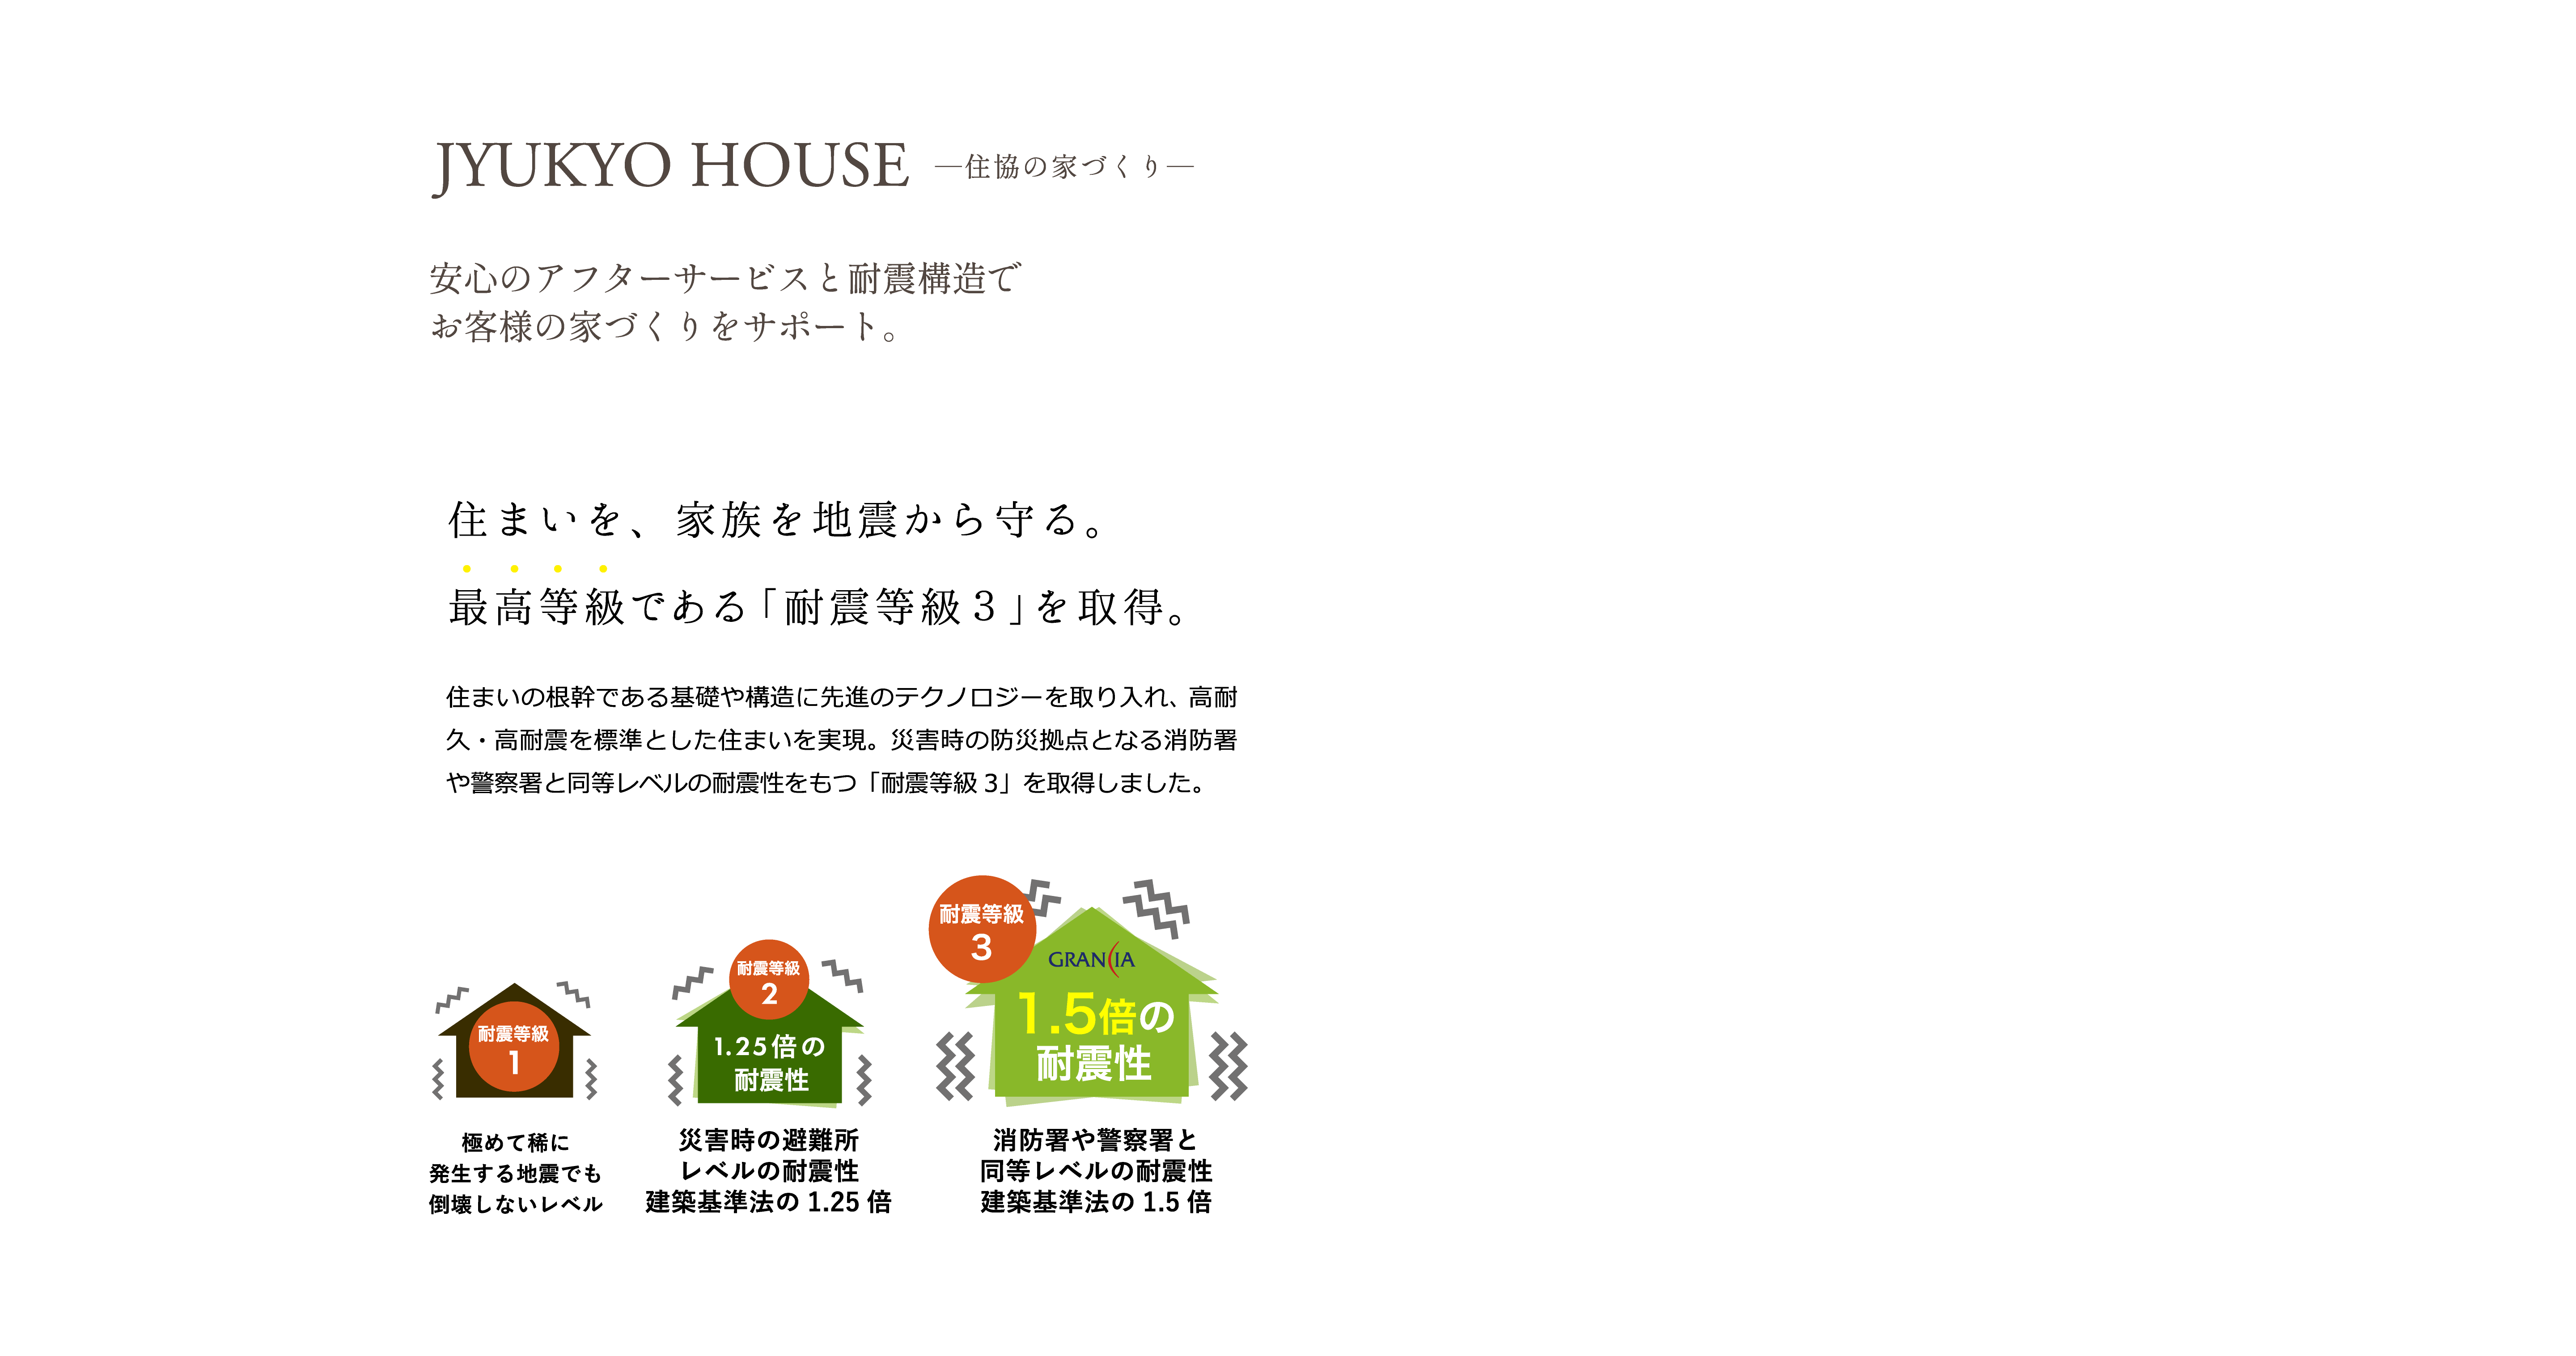 JYUKYO HOUSE ―住協の家づくり―
安心のアフターサービスと耐震構造で
お客様の家づくりをサポート。
住まいを、家族を地震から守る。
最高等級である「耐震等級３」を取得。
住まいの根幹である基礎や構造に先進のテクノロジーを取り入れ、高耐
久・高耐震を標準とした住まいを実現。災害時の防災拠点となる消防署
や警察署と同等レベルの耐震性をもつ「耐震等級 3」を取得しました。
耐震等級
1
極めて稀に
発生する地震でも
倒壊しないレベル
耐震等級
2
1.25倍の
耐震性
災害時の避難所
レベルの耐震性
建築基準法の 1.25 倍
耐震等級
3
GRANCIA
1.5倍の
耐震性
消防署や警察署と
同等レベルの耐震性
建築基準法の 1.5 倍